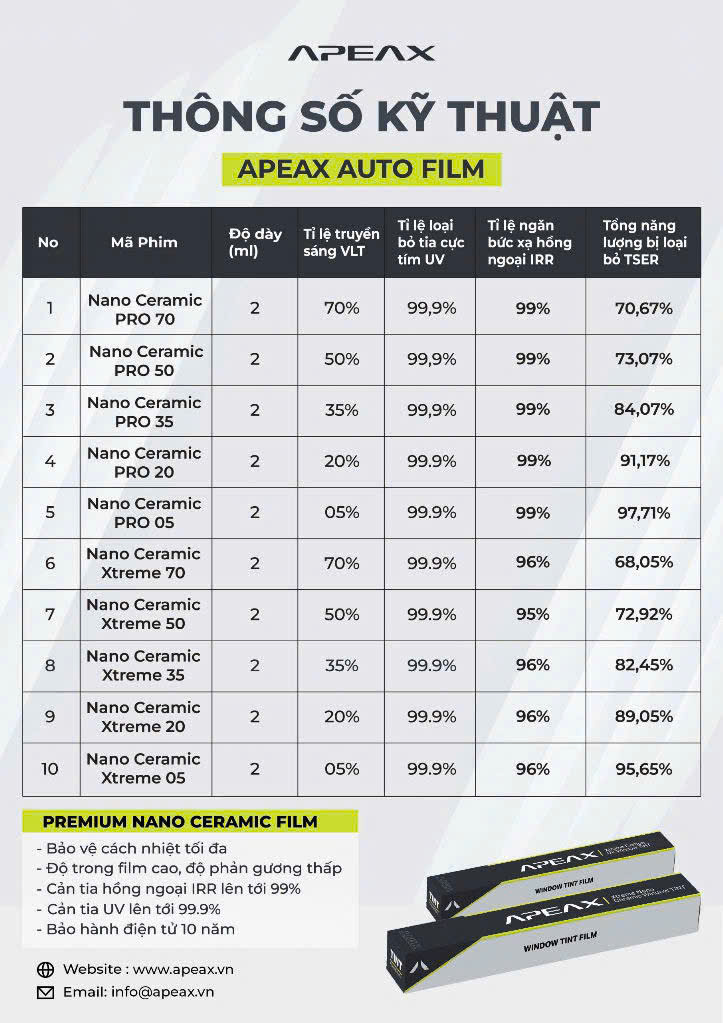 APEAX
THÔNG SỐ KỸ THUẬT
APEAX AUTO FILM
No
Mã Phim
Độ dày
(ml)
Tỉ lệ truyền
sáng VLT
Tỉ lệ loại
bỏ tia cực
tím UV
Tỉ lệ ngăn
bức xạ hồng
ngoại IRR
Tổng năng
lượng bị loại
bỏ TSER
1
Nano Ceramic
PRO 70
2
70%
99,9%
99%
70,67%
2
Nano Ceramic
PRO 50
2
50%
99,9%
99%
73,07%
3
Nano Ceramic
PRO 35
2
35%
99,9%
99%
84,07%
4
Nano Ceramic
PRO 20
2
20%
99.9%
99%
91,17%
5
Nano Ceramic
PRO 05
2
05%
99.9%
99%
97,71%
6
Nano Ceramic
Xtreme 70
2
70%
99.9%
96%
68,05%
7
Nano Ceramic
Xtreme 50
2
50%
99.9%
95%
72,92%
8
Nano Ceramic
Xtreme 35
2
35%
99.9%
96%
82,45%
9
Nano Ceramic
Xtreme 20
2
20%
99.9%
96%
89,05%
10
Nano Ceramic
Xtreme 05
2
05%
99.9%
96%
95,65%
PREMIUM NANO CERAMIC FILM
- Bảo vệ cách nhiệt tối đa
- Độ trong film cao, độ phản gương thấp
- Cản tia hồng ngoại IRR lên tới 99%
- Cản tia UV lên tới 99.9%
- Bảo hành điện tử 10 năm
Website : www.apeax.vn
Email: info@apeax.vn
APEAX
WINDOW TINT FILM
APEAX
Xtreme Nano
Ceramic Window TINT
WINDOW TINT FILM
TNT